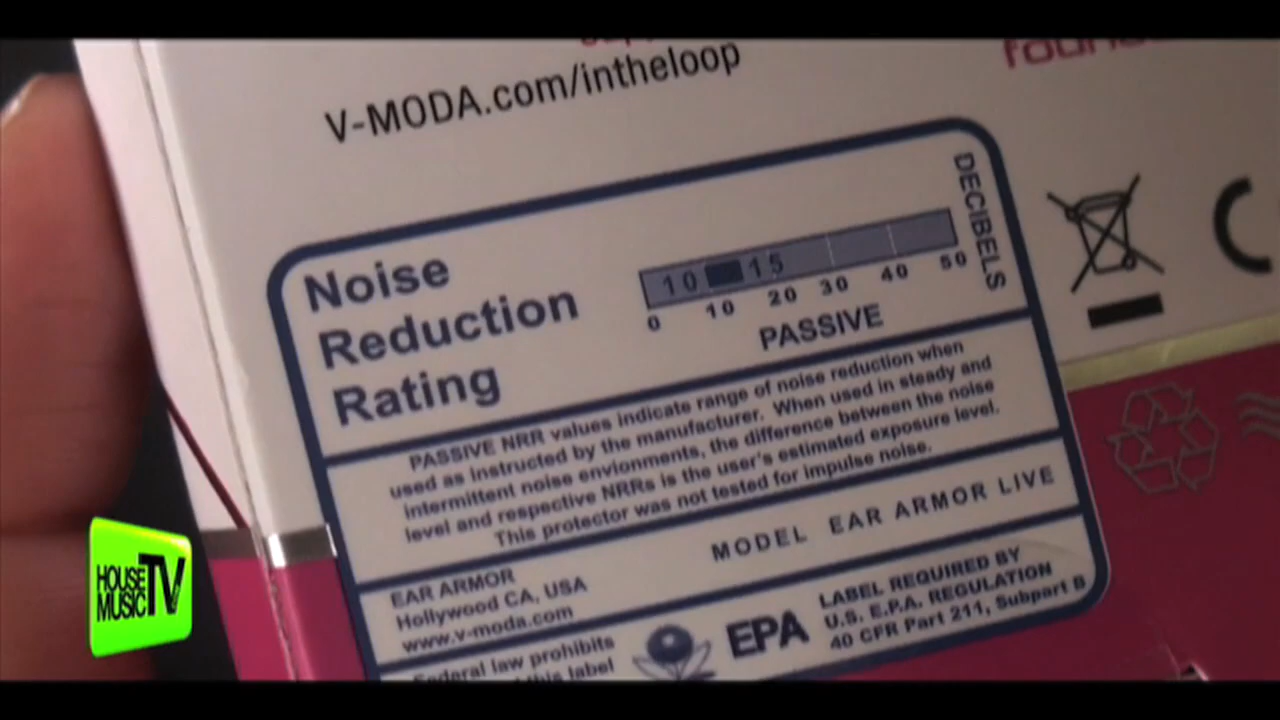 V-MODA.com/intheloop
Noise
Reduction
Rating
DECIBELS
10 15
0 10 20 30 40 50
PASSIVE
PASSIVE NRR values indicate range of noise reduction when
used as instructed by the manufacturer. When used in steady and
intermittent noise envionments, the difference between the noise
level and respective NRRs is the user's estimated exposure level.
This protector was not tested for impulse noise.
MODEL EAR ARMOR LIVE
EAR ARMOR
Hollywood CA, USA
www.v-moda.com
EPA
LABEL REQUIRED BY
U.S. E.P.A. REGULATION
40 CFR Part 211, Subpart B
Federal law prohibits
this label
HOUSE
MUSIC
TV